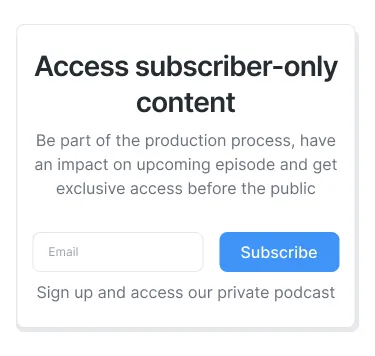 Access subscriber-only
content
Be part of the production process, have
an impact on upcoming episode and get
exclusive access before the public
Email
Subscribe
Sign up and access our private podcast